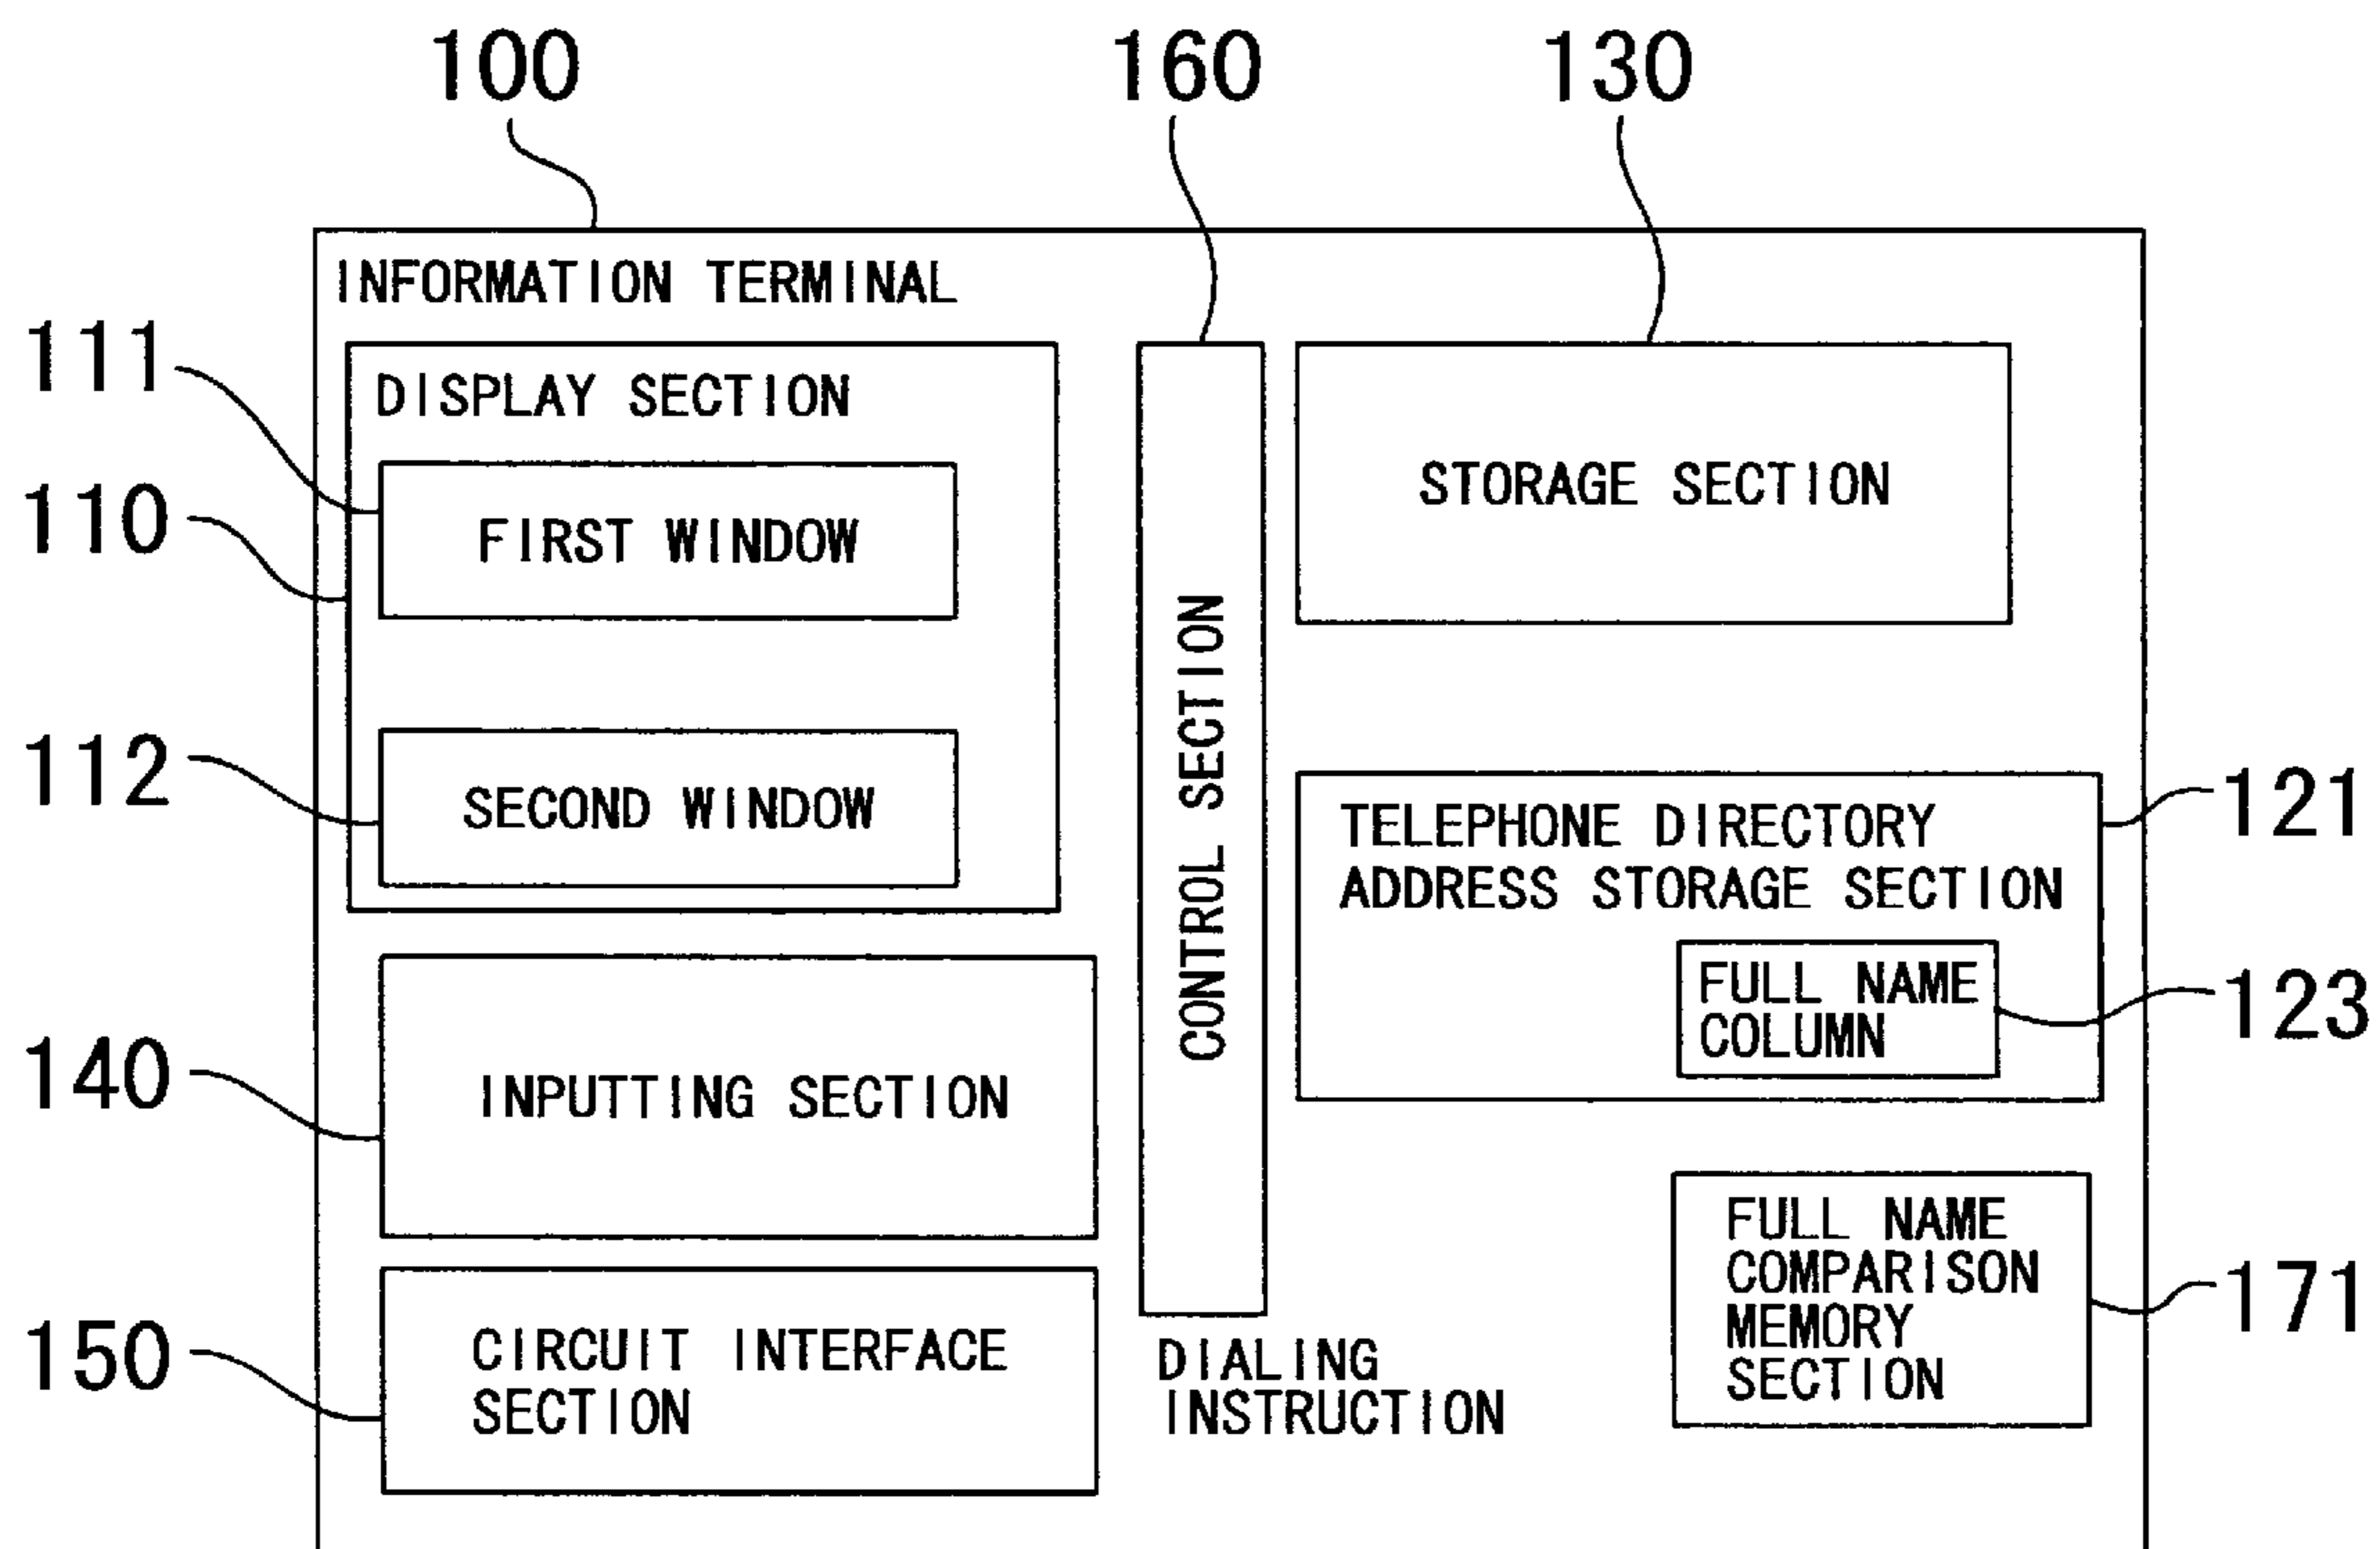 100
160
130
INFORMATION TERMINAL
111
DISPLAY SECTION
FIRST WINDOW
110
STORAGE SECTION
112
SECOND WINDOW
CONTROL SECTION
TELEPHONE DIRECTORY
ADDRESS STORAGE SECTION
121
FULL NAME
COLUMN
123
140
INPUTTING SECTION
FULL NAME
COMPARISON
MEMORY
SECTION
171
150
CIRCUIT INTERFACE
SECTION
DIALING
INSTRUCTION